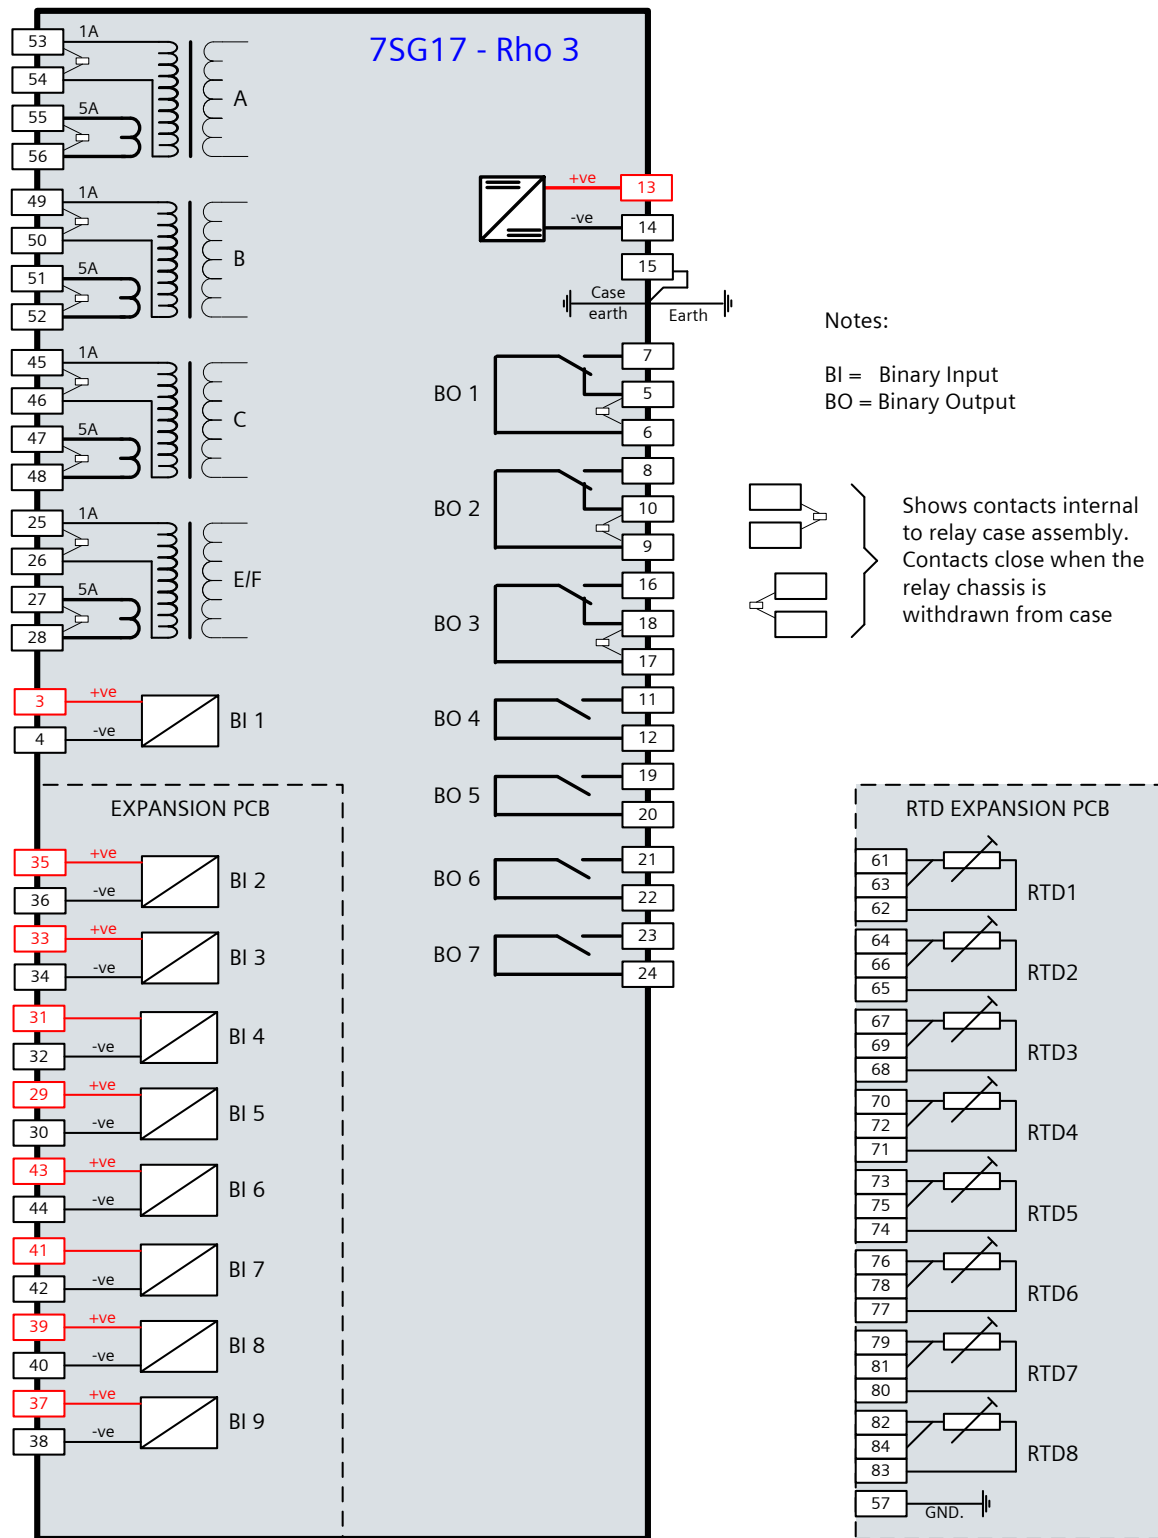 7SG17 - Rho 3
53
1A
54
55
5A
56
A
49
1A
50
51
5A
52
B
45
1A
46
47
5A
48
C
25
1A
26
27
5A
28
E/F
3
+ve
4
-ve
BI 1
EXPANSION PCB
35
+ve
36
-ve
BI 2
33
+ve
34
-ve
BI 3
31
32
-ve
BI 4
29
+ve
30
-ve
BI 5
43
+ve
44
-ve
BI 6
41
42
-ve
BI 7
39
+ve
40
-ve
BI 8
37
+ve
38
-ve
BI 9
+ve
13
-ve
14
15
Case
earth
Earth
BO 1
7
5
6
BO 2
8
10
9
BO 3
16
18
17
BO 4
11
12
BO 5
19
20
BO 6
21
22
BO 7
23
24
Notes:
BI = Binary Input
BO = Binary Output
Shows contacts internal
to relay case assembly.
Contacts close when the
relay chassis is
withdrawn from case
RTD EXPANSION PCB
61
63
62
RTD1
64
66
65
RTD2
67
69
68
RTD3
70
72
71
RTD4
73
75
74
RTD5
76
78
77
RTD6
79
81
80
RTD7
82
84
83
RTD8
57
GND.